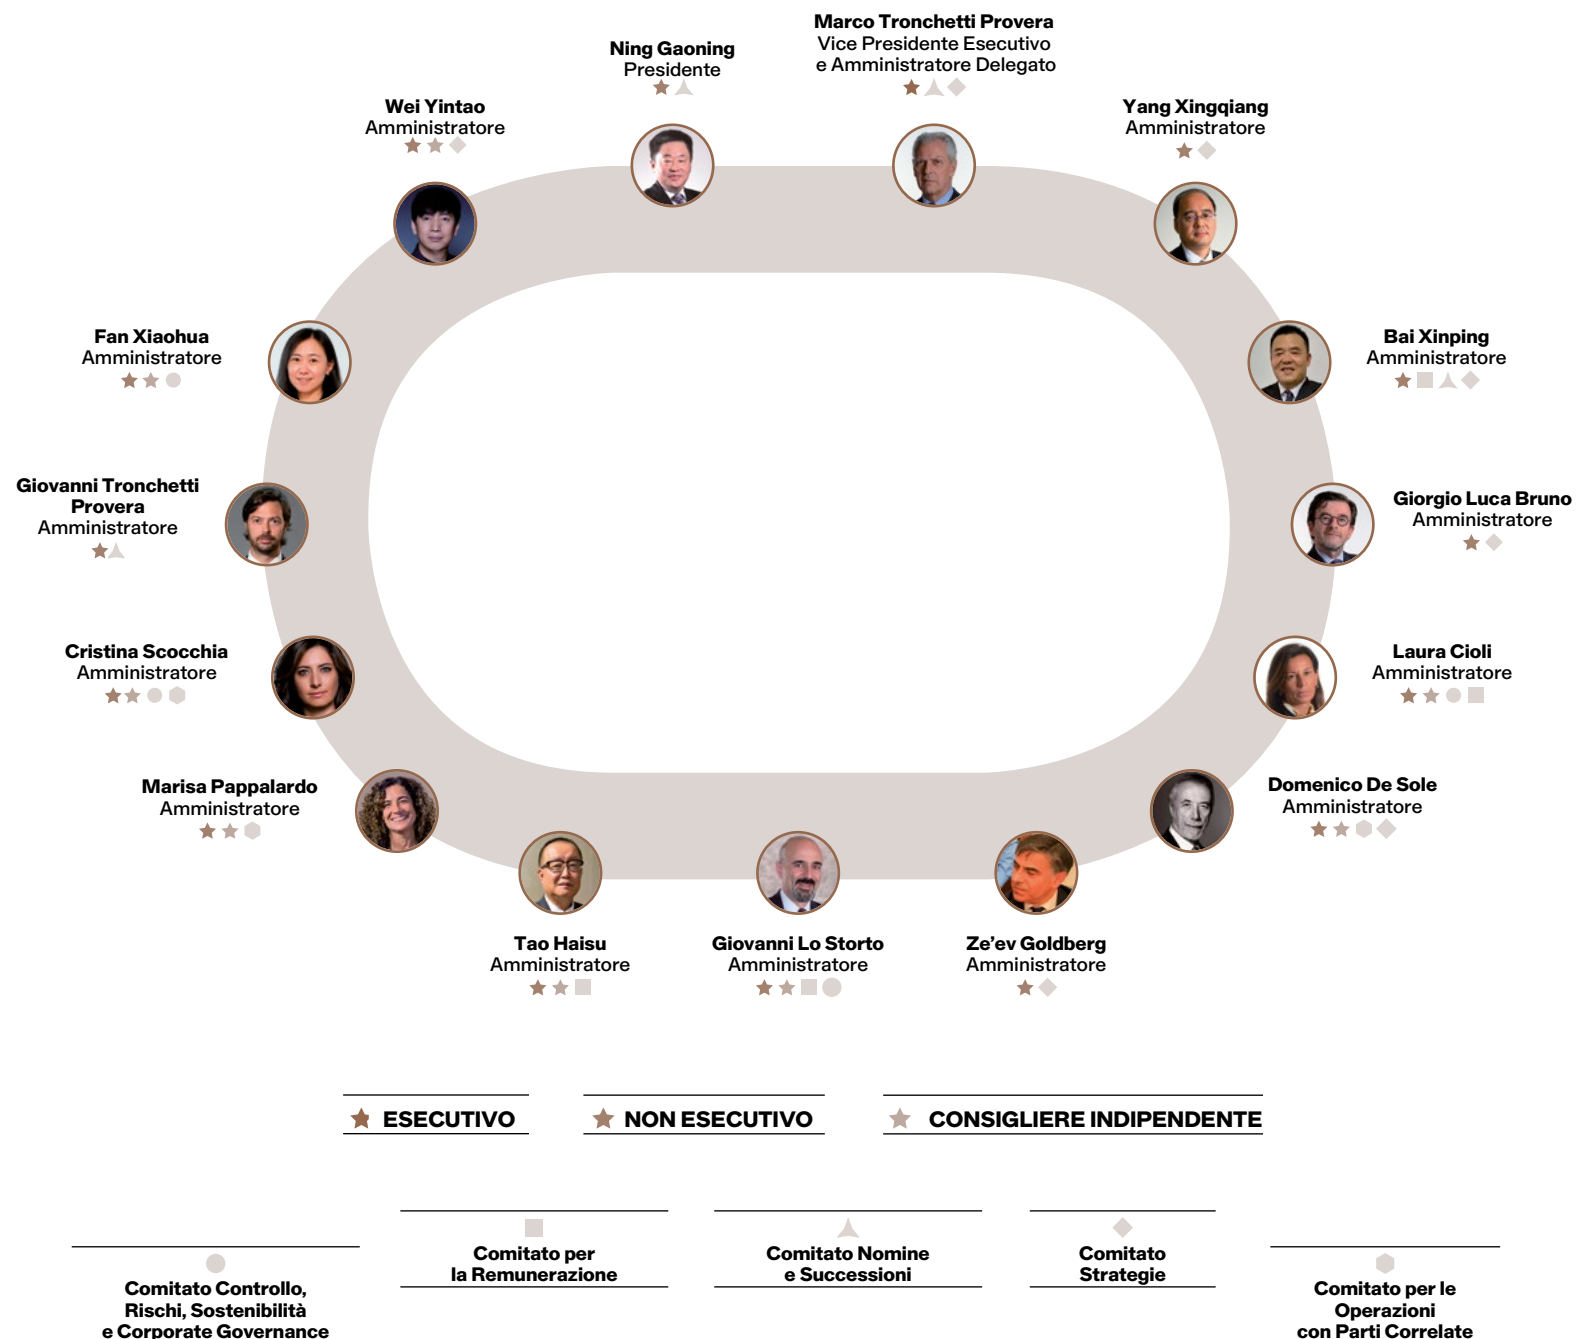 Marco Tronchetti Provera
Vice Presidente Esecutivo
e Amministratore Delegato
Ning Gaoning
Presidente
Wei Yintao
Amministratore
Yang Xingqiang
Amministratore
Fan Xiaohua
Amministratore
Bai Xinping
Amministratore
Giovanni Tronchetti
Provera
Amministratore
Giorgio Luca Bruno
Amministratore
Cristina Scocchia
Amministratore
Laura Cioli
Amministratore
Marisa Pappalardo
Amministratore
Domenico De Sole
Amministratore
Tao Haisu
Amministratore
Giovanni Lo Storto
Amministratore
Ze’ev Goldberg
Amministratore
ESECUTIVO
NON ESECUTIVO
CONSIGLIERE INDIPENDENTE
Comitato Controllo,
Rischi, Sostenibilità
e Corporate Governance
Comitato per
la Remunerazione
Comitato Nomine
e Successioni
Comitato
Strategie
Comitato per le
Operazioni
con Parti Correlate